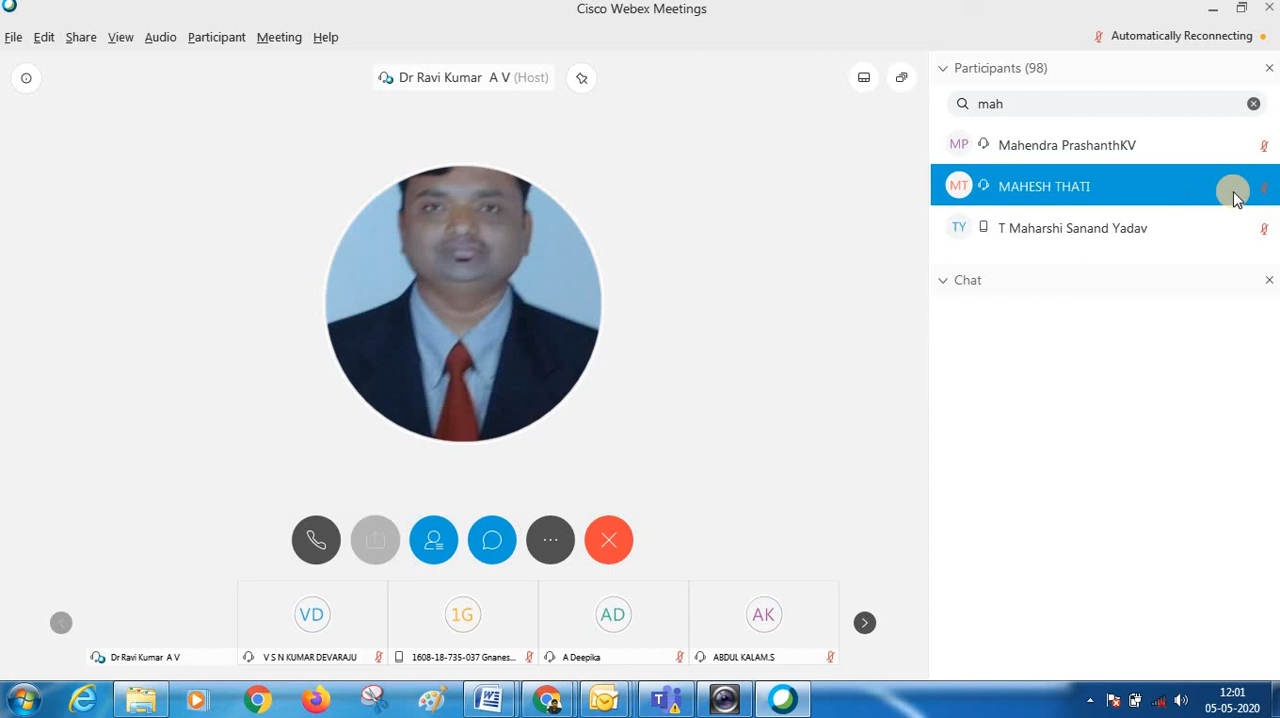 Cisco Webex Meetings
File Edit Share View Audio Participant Meeting Help
Automatically Reconnecting
Dr Ravi Kumar A V (Host)
Participants (98)
mah
MP Mahendra PrashanthKV
MT MAHESH THATI
TY T Maharshi Sanand Yadav
Chat
VD 1G AD AK
Dr Ravi Kumar A V V S N KUMAR DEVARAJU 1608-18-735-037 Gnanes... A Deepika ABDUL KALAM.S
12:01
05-05-2020